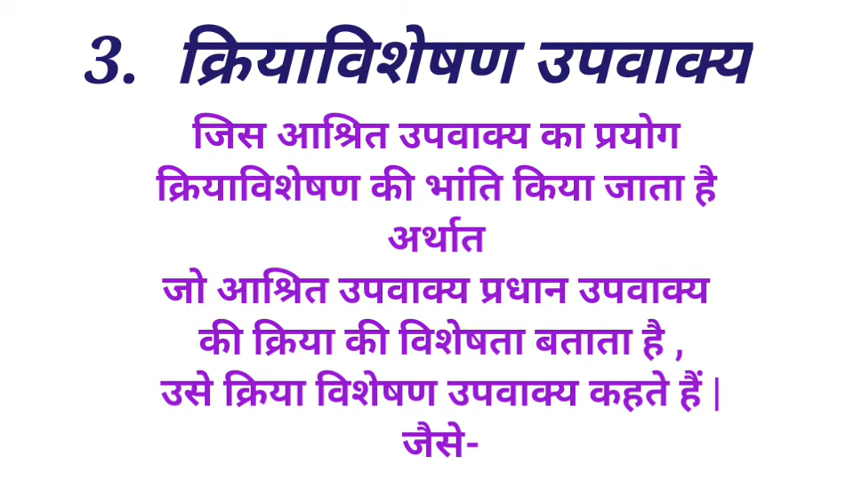 3. क्रियाविशेषण उपवाक्य
जिस आश्रित उपवाक्य का प्रयोग
क्रियाविशेषण की भांति किया जाता है
अर्थात
जो आश्रित उपवाक्य प्रधान उपवाक्य
की क्रिया की विशेषता बताता है ,
उसे क्रिया विशेषण उपवाक्य कहते हैं |
जैसे-